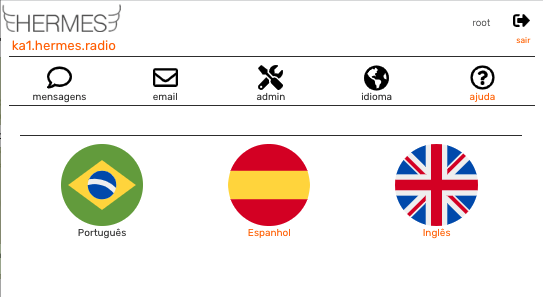 HERMES
root
sair
ka1.hermes.radio
mensagens email admin idioma ajuda
Português Espanhol Inglês